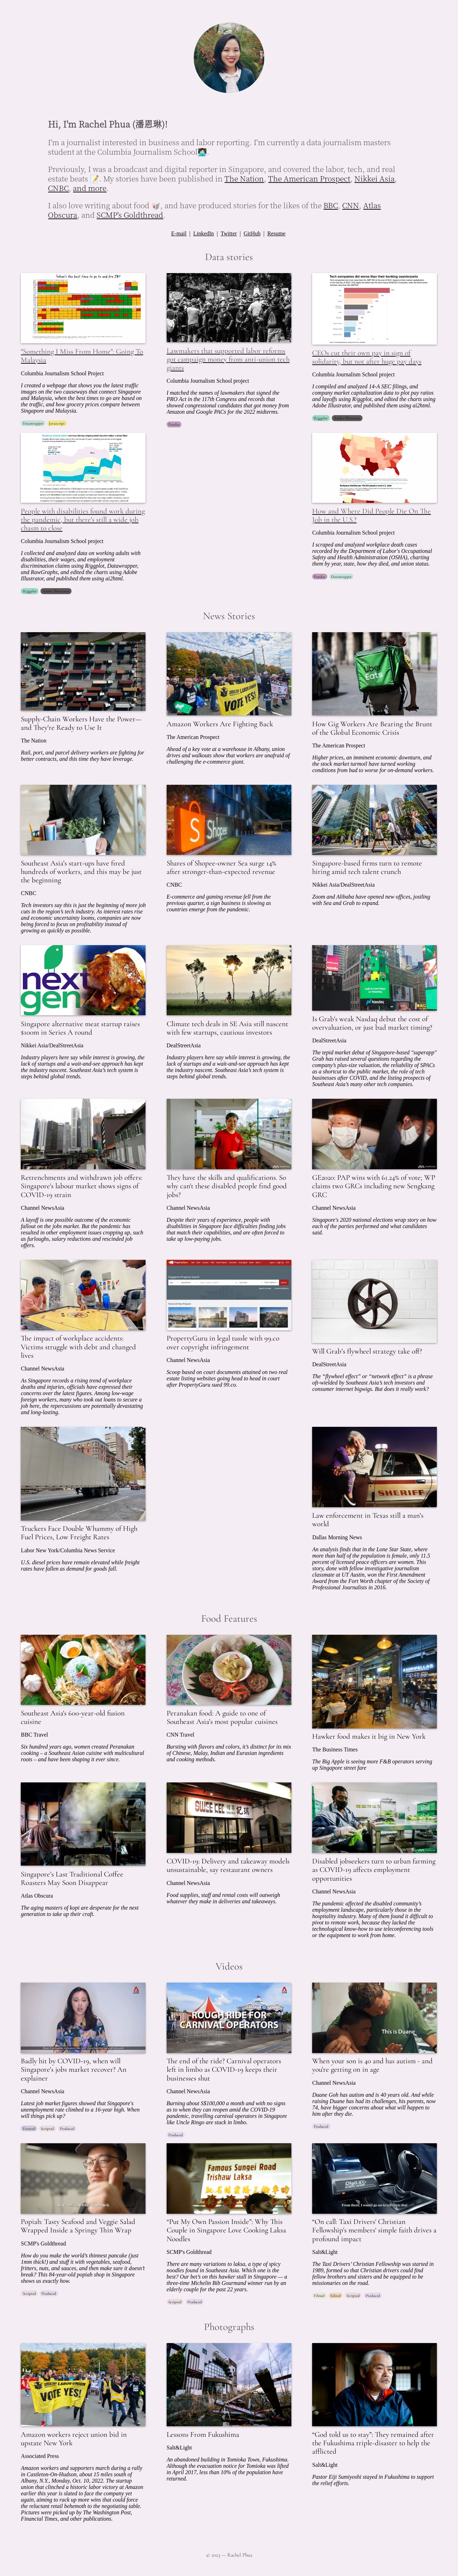 Hi, I'm Rachel Phua (潘恩琳)!
I'm a journalist interested in business and labor reporting. I'm currently a data journalism masters
student at the Columbia Journalism School
Previously, I was a broadcast and digital reporter in Singapore, and covered the labor, tech, and real
estate beats 📝. My stories have been published in The Nation, The American Prospect, Nikkei Asia,
CNBC, and more.
I also love writing about food 🥡, and have produced stories for the likes of the BBC, CNN, Atlas
Obscura, and SCMP's Goldthread.
E-mail | LinkedIn | Twitter | GitHub | Resume
Data stories
"Something I Miss From Home": Going To
Malaysia
Columbia Journalism School Project
I created a webpage that shows you the latest traffic
images on the two causeways that connect Singapore
and Malaysia, when the best times to go are based on
the traffic, and how grocery prices compare between
Singapore and Malaysia.
Datawrapper Javascript
Lawmakers that supported labor reforms
got campaign money from anti-union tech
giants
Columbia Journalism School project
I matched the names of lawmakers that signed the
PRO Act in the 117th Congress and records that
showed congressional candidates that got money from
Amazon and Google PACs for the 2022 midterms.
Pandas
CEOs cut their own pay in sign of
solidarity, but not after huge pay days
Columbia Journalism School project
I compiled and analyzed 14-A SEC filings, and
company market capitalization data to plot pay ratios
and layoffs using R/ggplot, and edited the charts using
Adobe Illustrator, and published them using ai2html.
R/ggplot Adobe Illustrator
People with disabilities found work during
the pandemic, but there's still a wide job
chasm to close
Columbia Journalism School project
I collected and analyzed data on working adults with
disabilities, their wages, and employment
discrimination claims using R/ggplot, Datawrapper,
and RawGraphs, and edited the charts using Adobe
Illustrator, and published them using ai2html.
R/ggplot Adobe Illustrator
How and Where Did People Die On The
Job in the U.S.?
Columbia Journalism School project
I scraped and analyzed workplace death cases
recorded by the Department of Labor's Occupational
Safety and Health Administration (OSHA), charting
them by year, state, how they died, and union status.
Pandas Datawrapper
News Stories
Supply-Chain Workers Have the Power—
and They're Ready to Use It
The Nation
Rail, port, and parcel delivery workers are fighting for
better contracts, and this time they have leverage.
VOTE YES!
Amazon Workers Are Fighting Back
The American Prospect
Ahead of a key vote at a warehouse in Albany, union
drives and walkouts show that workers are unafraid of
challenging the e-commerce giant.
Uber
Eats
How Gig Workers Are Bearing the Brunt
of the Global Economic Crisis
The American Prospect
Higher prices, an imminent economic downturn, and
the stock market turmoil have turned working
conditions from bad to worse for on-demand workers.
Southeast Asia's start-ups have fired
hundreds of workers, and this may be just
the beginning
CNBC
Tech investors say this is just the beginning of more job
cuts in the region's tech industry. As interest rates rise
and economic uncertainty looms, companies are now
being forced to focus on profitability instead of
growing as quickly as possible.
Shares of Shopee-owner Sea surge 14%
after stronger-than-expected revenue
CNBC
E-commerce and gaming revenue fell from the
previous quarter, a sign business is slowing as
countries emerge from the pandemic.
Singapore-based firms turn to remote
hiring amid tech talent crunch
Nikkei Asia/DealStreetAsia
Zoom and Alibaba have opened new offices, jostling
with Sea and Grab to expand.
next
gen
Singapore alternative meat startup raises
$100m in Series A round
Nikkei Asia/DealStreetAsia
Industry players here say while interest is growing, the
lack of startups and a wait-and-see approach has kept
the industry nascent. Southeast Asia's tech system is
steps behind global trends.
Climate tech deals in SE Asia still nascent
with few startups, cautious investors
DealStreetAsia
Industry players here say while interest is growing, the
lack of startups and a wait-and-see approach has kept
the industry nascent. Southeast Asia's tech system is
steps behind global trends.
Is Grab's weak Nasdaq debut the cost of
overvaluation, or just bad market timing?
DealStreetAsia
The tepid market debut of Singapore-based "superapp"
Grab has raised several questions regarding the
company's plus-size valuation, the reliability of SPACs
as a shortcut to the public market, the role of tech
businesses after COVID, and the listing prospects of
Southeast Asia's many other tech companies.
Retrenchments and withdrawn job offers:
Singapore's labour market shows signs of
COVID-19 strain
Channel NewsAsia
A layoff is one possible outcome of the economic
fallout on the jobs market. But the pandemic has
resulted in other employment issues cropping up, such
as furloughs, salary reductions and rescinded job
offers.
They have the skills and qualifications. So
why can't these disabled people find good
jobs?
Channel NewsAsia
Despite their years of experience, people with
disabilities in Singapore face difficulties finding jobs
that match their capabilities, and are often forced to
take up low-paying jobs.
GE2020: PAP wins with 61.24% of vote; WP
claims two GRCs including new Sengkang
GRC
Channel NewsAsia
Singapore's 2020 national elections wrap story on how
each of the parties performed and what candidates
said.
The impact of workplace accidents:
Victims struggle with debt and changed
lives
Channel NewsAsia
As Singapore records a rising trend of workplace
deaths and injuries, officials have expressed their
concerns over the latest figures. Among low-wage
foreign workers, many who took out loans to secure a
job here, the repercussions are potentially devastating
and long-lasting.
PropertyGuru in legal tussle with 99.co
over copyright infringement
Channel NewsAsia
Scoop based on court documents attained on two real
estate listing websites going head to head in court
after PropertyGuru sued 99.co.
Will Grab's flywheel strategy take off?
DealStreetAsia
The "flywheel effect" or "network effect" is a phrase
oft-wielded by Southeast Asia's tech investors and
consumer internet bigwigs. But does it really work?
Truckers Face Double Whammy of High
Fuel Prices, Low Freight Rates
Labor New York/Columbia News Service
U.S. diesel prices have remain elevated while freight
rates have fallen as demand for goods fall.
SHERIFF
Law enforcement in Texas still a man's
world
Dallas Morning News
An analysis finds that in the Lone Star State, where
more than half of the population is female, only 11.5
percent of licensed peace officers are women. This
story, done with fellow investigative journalism
classmate at UT Austin, won the First Amendment
Award from the Fort Worth chapter of the Society of
Professional Journalists in 2016.
Food Features
Southeast Asia's 600-year-old fusion
cuisine
BBC Travel
Six hundred years ago, women created Peranakan
cooking – a Southeast Asian cuisine with multicultural
roots – and have been shaping it ever since.
Peranakan food: A guide to one of
Southeast Asia's most popular cuisines
CNN Travel
Bursting with flavors and colors, it's distinct for its mix
of Chinese, Malay, Indian and Eurasian ingredients
and cooking methods.
Hawker food makes it big in New York
The Business Times
The Big Apple is seeing more F&B operators serving
up Singapore street fare
Singapore's Last Traditional Coffee
Roasters May Soon Disappear
Atlas Obscura
The aging masters of kopi are desperate for the next
generation to take up their craft.
COVID-19: Delivery and takeaway models
unsustainable, say restaurant owners
Channel NewsAsia
Food supplies, staff and rental costs will outweigh
whatever they make in deliveries and takeaways.
Disabled jobseekers turn to urban farming
as COVID-19 affects employment
opportunities
Channel NewsAsia
The pandemic affected the disabled community's
employment landscape, particularly those in the
hospitality industry. Many of them found it difficult to
pivot to remote work, because they lacked the
technological know-how to use teleconferencing tools
or the equipment to work from home.
Videos
Badly hit by COVID-19, when will
Singapore's jobs market recover? An
explainer
Channel NewsAsia
Latest job market figures showed that Singapore's
unemployment rate climbed to a 16-year high. When
will things pick up?
Scripted Produced
ROUGH RIDE FOR
CARNIVAL OPERATORS
The end of the ride? Carnival operators
left in limbo as COVID-19 keeps their
businesses shut
Channel NewsAsia
Burning about S$100,000 a month and with no signs
as to when they can reopen amid the COVID-19
pandemic, travelling carnival operators in Singapore
like Uncle Ringo are stuck in limbo.
Produced
This is Duane
When your son is 40 and has autism - and
you're getting on in age
Channel NewsAsia
Duane Goh has autism and is 40 years old. And while
raising Duane has had its challenges, his parents, now
74, have bigger concerns about what will happen to
him after they die.
Produced
Popiah: Tasty Seafood and Veggie Salad
Wrapped Inside a Springy Thin Wrap
SCMP's Goldthread
How do you make the world's thinnest pancake (just
1mm thick) and stuff it with vegetables, seafood,
fritters, nuts, and sauces, and then make sure it doesn't
break? This 84-year-old popiah shop in Singapore
shows us exactly how.
Scripted Produced
Famous Sungei Road
Trishaw Laksa
"Put My Own Passion Inside": Why This
Couple in Singapore Love Cooking Laksa
Noodles
SCMP's Goldthread
There are many variations to laksa, a type of spicy
noodles found in Southeast Asia. Which one is the
best? Our bet's on this hawker stall in Singapore — a
three-time Michelin Bib Gourmand winner run by an
elderly couple for the past 22 years.
Scripted Produced
"On call: Taxi Drivers' Christian
Fellowship's members' simple faith drives a
profound impact
Salt&Light
The Taxi Drivers' Christian Fellowship was started in
1989, formed so that Christian drivers could find
fellow brothers and sisters and be equipped to be
missionaries on the road.
Filmed Edited Scripted Produced
Photographs
VOTE YES!
Amazon workers reject union bid in
upstate New York
Associated Press
Amazon workers and supporters march during a rally
in Castleton-On-Hudson, about 15 miles south of
Albany, N.Y., Monday, Oct. 10, 2022. The startup
union that clinched a historic labor victory at Amazon
earlier this year is slated to face the company yet
again, aiming to rack up more wins that could force
the reluctant retail behemoth to the negotiating table.
Pictures were picked up by The Washington Post,
Financial Times, and other publications.
Lessons From Fukushima
Salt&Light
An abandoned building in Tomioka Town, Fukushima.
Although the evacuation notice for Tomioka was lifted
in April 2017, less than 10% of the population have
returned.
"God told us to stay": They remained after
the Fukushima triple-disaster to help the
afflicted
Salt&Light
Pastor Eiji Sumiyoshi stayed in Fukushima to support
the relief efforts.
© 2023 — Rachel Phua